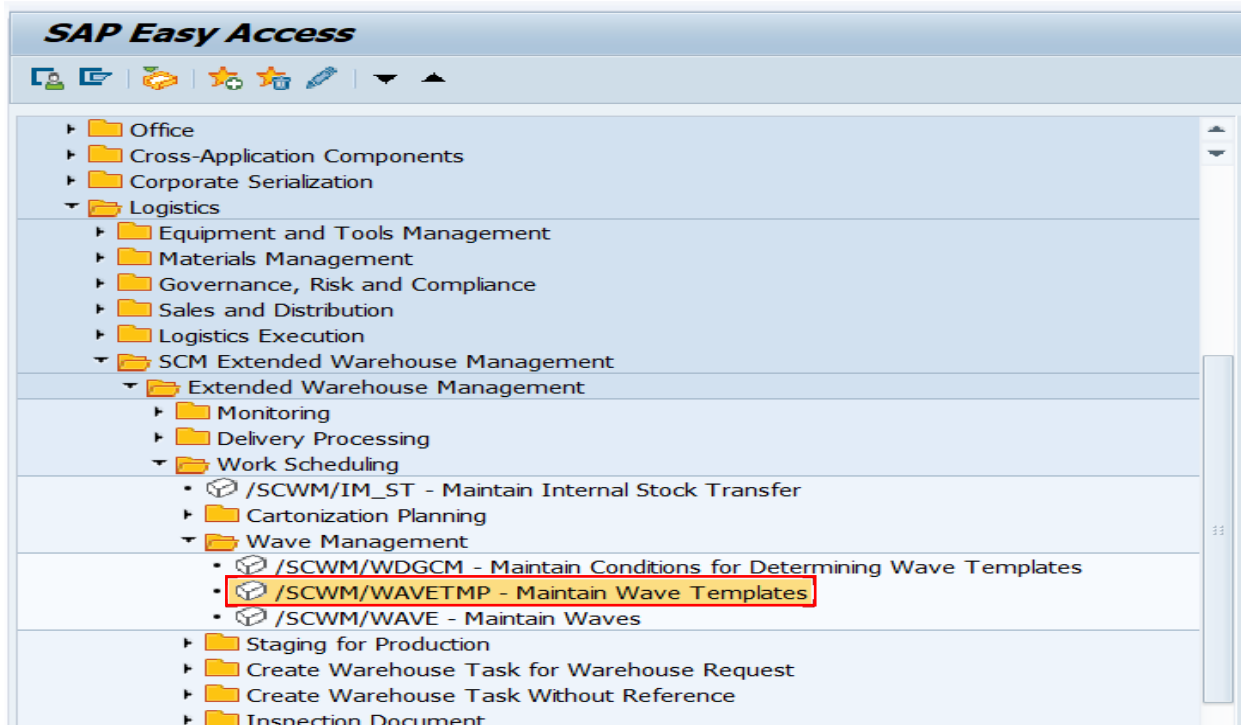 SAP Easy Access
Office
Cross-Application Components
Corporate Serialization
Logistics
Equipment and Tools Management
Materials Management
Governance, Risk and Compliance
Sales and Distribution
Logistics Execution
SCM Extended Warehouse Management
Extended Warehouse Management
Monitoring
Delivery Processing
Work Scheduling
/SCWM/IM_ST - Maintain Internal Stock Transfer
Cartonization Planning
Wave Management
/SCWM/WDGCM - Maintain Conditions for Determining Wave Templates
/SCWM/WAVETMP - Maintain Wave Templates
/SCWM/WAVE - Maintain Waves
Staging for Production
Create Warehouse Task for Warehouse Request
Create Warehouse Task Without Reference
Inspection Document